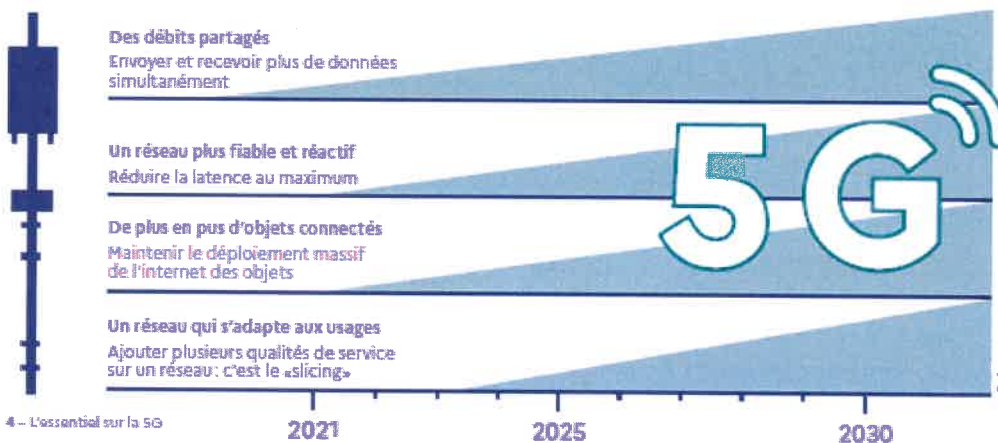 Des débits partagés
Envoyer et recevoir plus de données
simultanément
Un réseau plus fiable et réactif
Réduire la latence au maximum
De plus en pus d'objets connectés
Maintenir le déploiement massif
de l'internet des objets
Un réseau qui s'adapte aux usages
Ajouter plusieurs qualités de service
sur un réseau : c'est le «slicing»
5G
2021
2025
2030
4 – L'essentiel sur la 5G